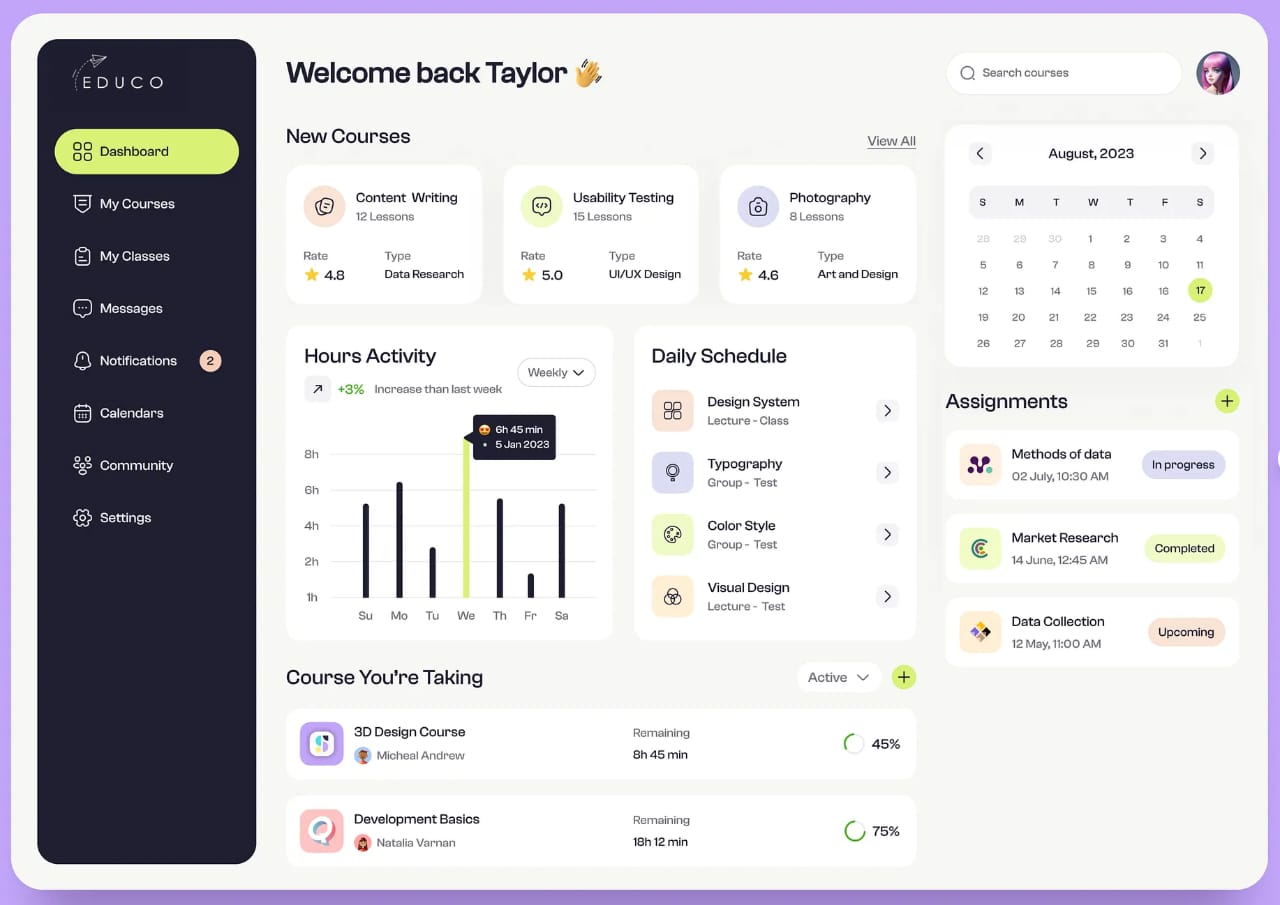 EDUCO
Dashboard
My Courses
My Classes
Messages
Notifications 2
Calendars
Community
Settings
Welcome back Taylor 👋
New Courses
View All
Content Writing
12 Lessons
Rate Type
4.8 Data Research
Usability Testing
15 Lessons
Rate Type
5.0 UI/UX Design
Photography
8 Lessons
Rate Type
4.6 Art and Design
Hours Activity
+3% Increase than last week
Weekly
6h 45 min
5 Jan 2023
8h
6h
4h
2h
1h
Su Mo Tu We Th Fr Sa
Daily Schedule
Design System
Lecture - Class
Typography
Group - Test
Color Style
Group - Test
Visual Design
Lecture - Test
Course You’re Taking
Active
3D Design Course
Micheal Andrew
Remaining
8h 45 min
45%
Development Basics
Natalia Varnan
Remaining
18h 12 min
75%
Search courses
August, 2023
S M T W T F S
28 29 30 1 2 3 4
5 6 7 8 9 10 11
12 13 14 15 16 16 17
19 20 21 22 23 24 25
26 27 28 29 30 31 1
Assignments
Methods of data
02 July, 10:30 AM
In progress
Market Research
14 June, 12:45 AM
Completed
Data Collection
12 May, 11:00 AM
Upcoming